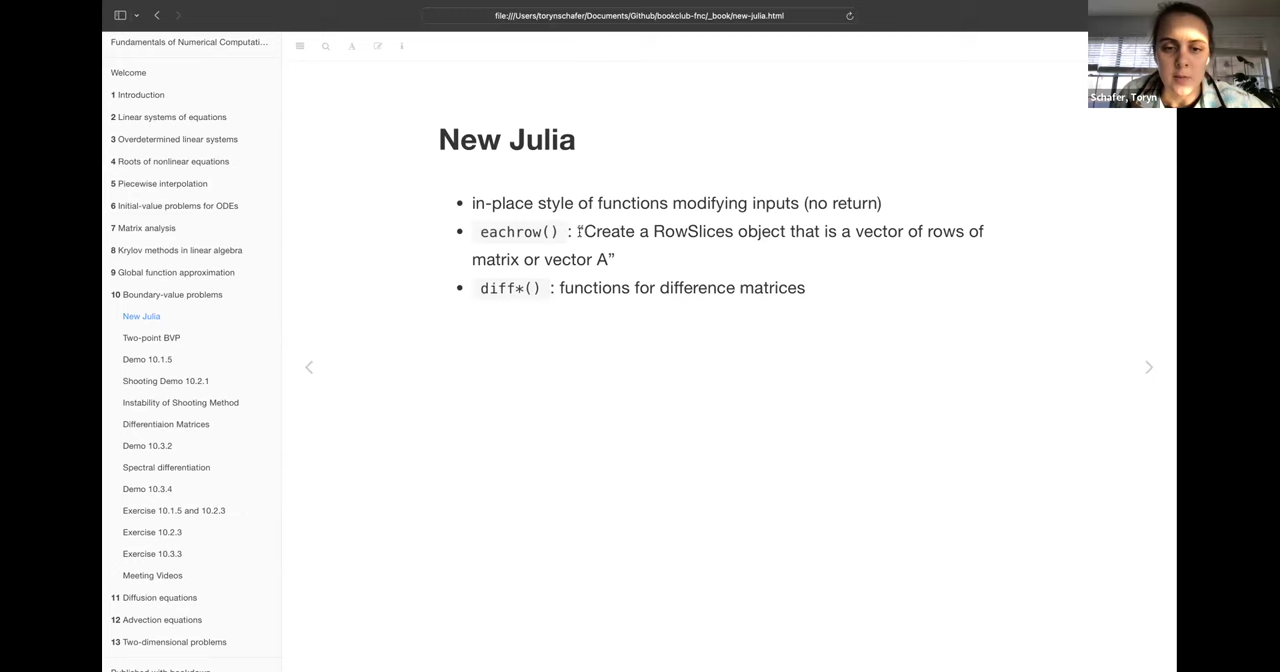 file:///Users/torynschafer/Documents/Github/bookclub-fnc/_book/new-julia.html
Schafer, Toryn
Fundamentals of Numerical Computati...
Welcome
1 Introduction
2 Linear systems of equations
3 Overdetermined linear systems
4 Roots of nonlinear equations
5 Piecewise interpolation
6 Initial-value problems for ODEs
7 Matrix analysis
8 Krylov methods in linear algebra
9 Global function approximation
10 Boundary-value problems
New Julia
Two-point BVP
Demo 10.1.5
Shooting Demo 10.2.1
Instability of Shooting Method
Differentiaion Matrices
Demo 10.3.2
Spectral differentiation
Demo 10.3.4
Exercise 10.1.5 and 10.2.3
Exercise 10.2.3
Exercise 10.3.3
Meeting Videos
11 Diffusion equations
12 Advection equations
13 Two-dimensional problems
Published with bookdown
New Julia
• in-place style of functions modifying inputs (no return)
• eachrow() : “Create a RowSlices object that is a vector of rows of
matrix or vector A”
• diff*() : functions for difference matrices